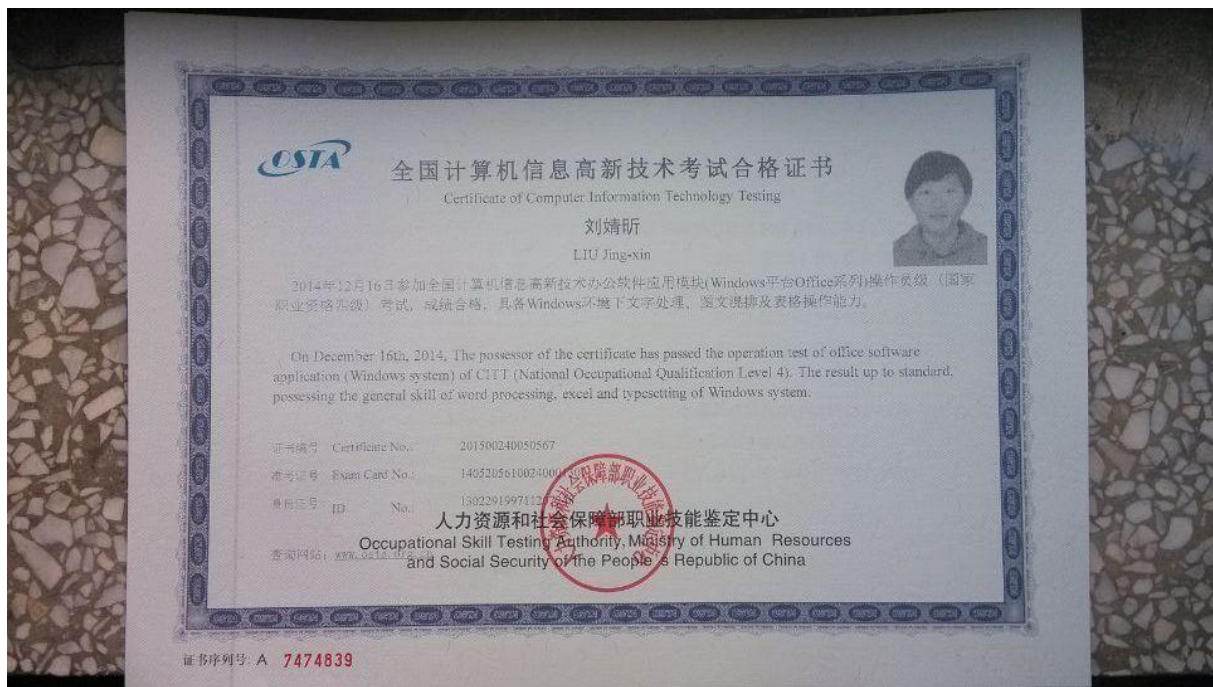 OSTA
全国计算机信息高新技术考试合格证书
Certificate of Computer Information Technology Testing
刘婧昕
LIU Jing-xin
2014年12月16日参加全国计算机信息高新技术办公软件应用模块(Windows平台Office系列)操作员级（国家
职业资格四级）考试，成绩合格，具备Windows环境下文字处理、图文混排及表格操作能力。
On December 16th, 2014, The possessor of the certificate has passed the operation test of office software
application (Windows system) of CITT (National Occupational Qualification Level 4). The result up to standard,
possessing the general skill of word processing, excel and typesetting of Windows system.
证书编号 Certificate No.: 201500240050567
准考证号 Exam Card No.:
身份证号 ID No.:
人力资源和社会保障部职业技能鉴定中心
Occupational Skill Testing Authority, Ministry of Human Resources
查询网站: www.osta.org.cn
and Social Security of the People's Republic of China
证书序列号: A 7474839